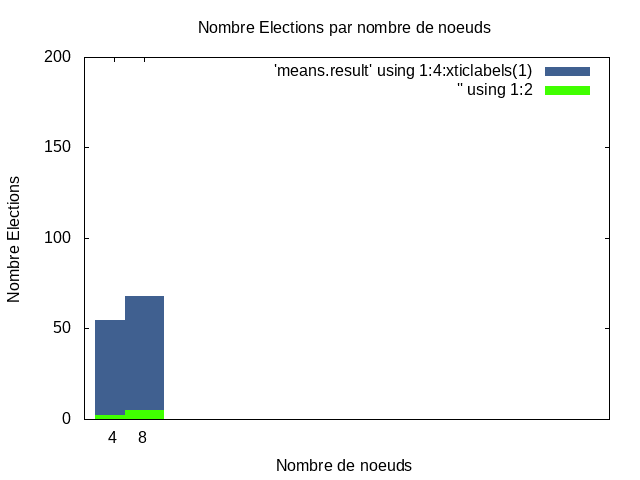 Nombre Elections par nombre de noeuds
200
'means.result' using 1:4:xticlabels(1)
'' using 1:2
150
Nombre Elections
100
50
0
4 8
Nombre de noeuds